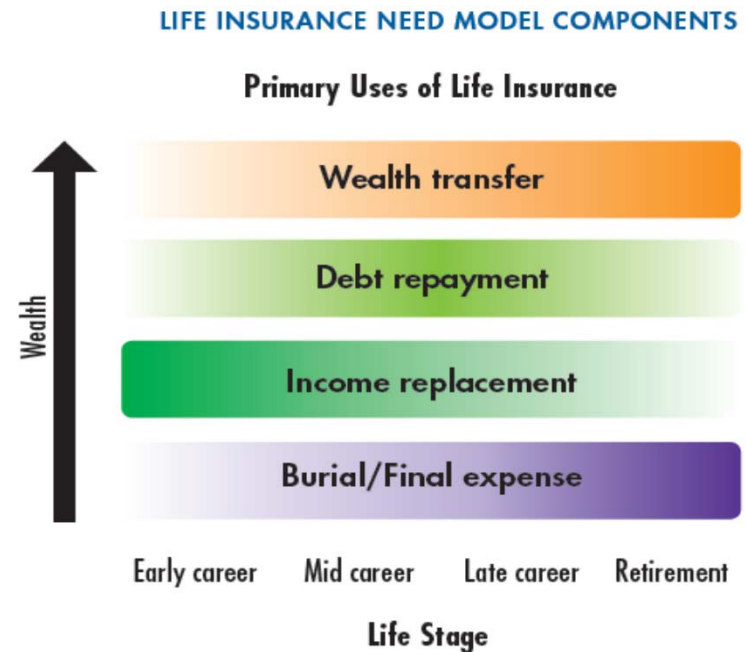 LIFE INSURANCE NEED MODEL COMPONENTS
Primary Uses of Life Insurance
Wealth transfer
Debt repayment
Income replacement
Burial/Final expense
Wealth
Early career Mid career Late career Retirement
Life Stage